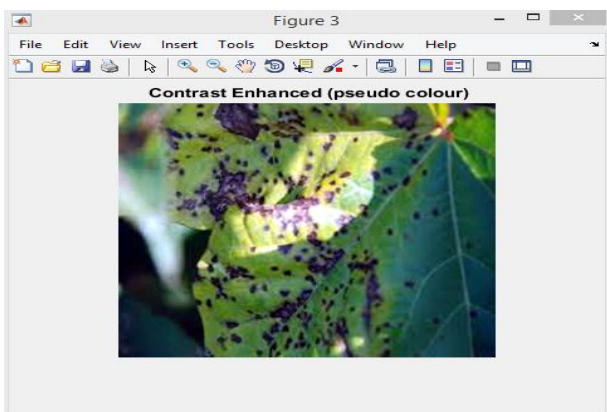 Figure 3
File Edit View Insert Tools Desktop Window Help
Contrast Enhanced (pseudo colour)